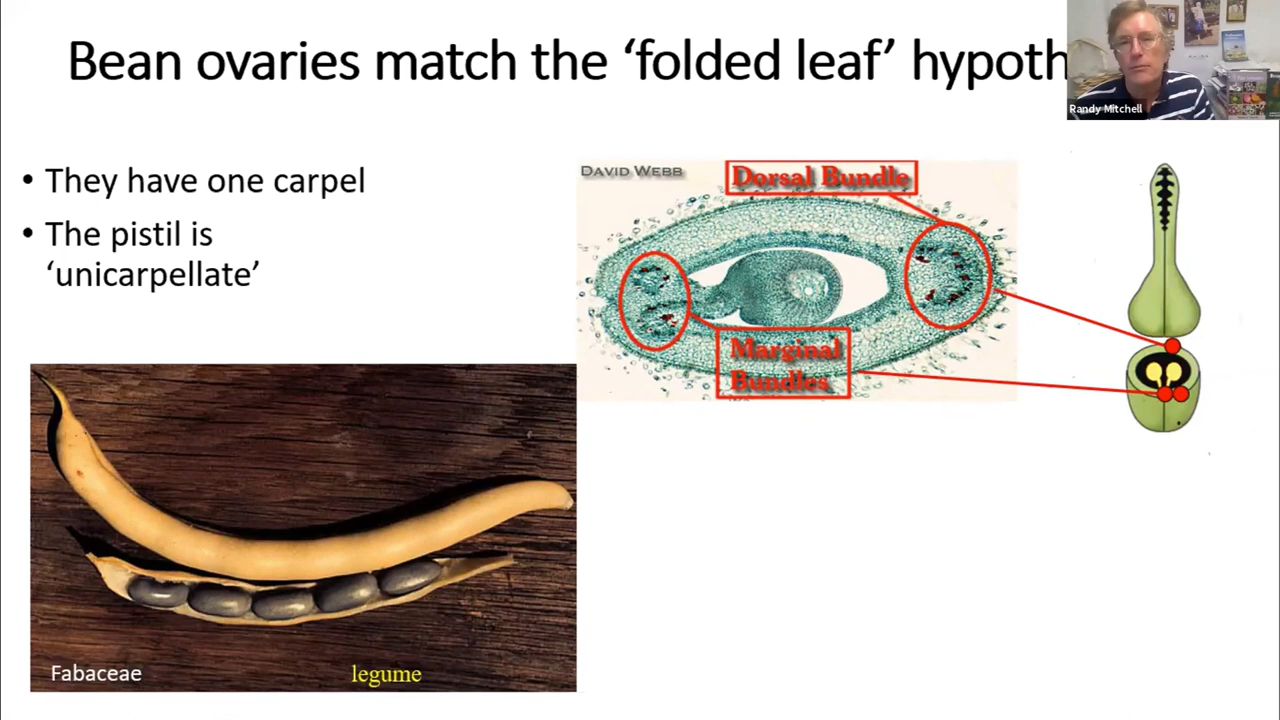 Bean ovaries match the ‘folded leaf’ hypoth
Randy Mitchell
• They have one carpel
• The pistil is
‘unicarpellate’
DAVID WEBB
Dorsal Bundle
Marginal
Bundles
Fabaceae
legume